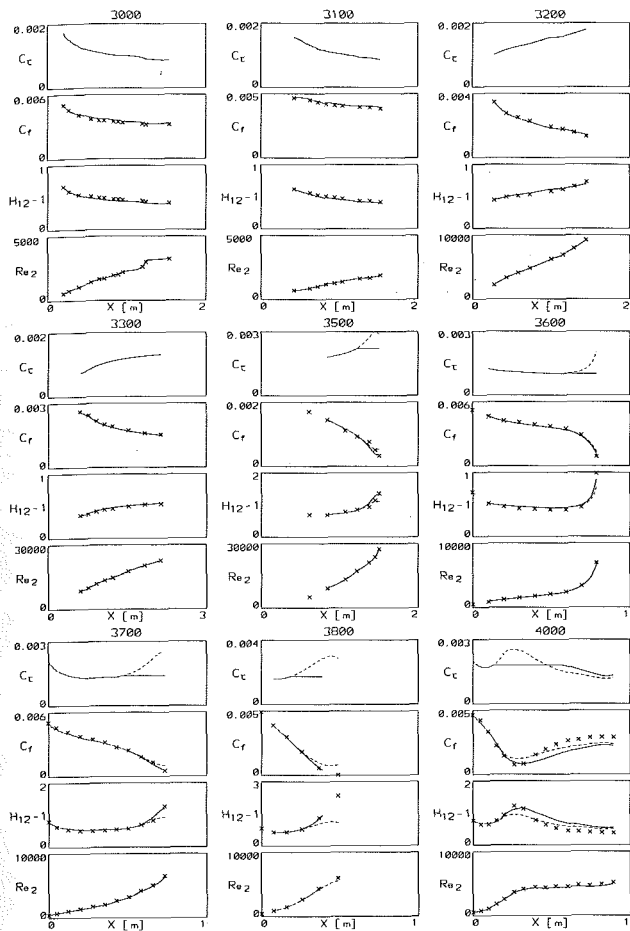 3000 3100 3200
0.002 0.002 0.002
Cτ Cτ Cτ
0 0 0
0.006 0.005 0.004
Cf Cf Cf
0 0 0
1 1 1
H12-1 H12-1 H12-1
0 0 0
5000 5000 10000
Re2 Re2 Re2
0 0 0
0 X [m] 2 0 X [m] 2 0 X [m] 2
3300 3500 3600
0.002 0.003 0.003
Cτ Cτ Cτ
0 0 0
0.003 0.002 0.006
Cf Cf Cf
0 0 0
1 2 1
H12-1 H12-1 H12-1
0 0 0
30000 30000 10000
Re2 Re2 Re2
0 0 0
0 X [m] 3 0 X [m] 2 0 X [m] 1
3700 3800 4000
0.003 0.004 0.003
Cτ Cτ Cτ
0 0 0
0.006 0.005 0.005
Cf Cf Cf
0 0 0
2 3 2
H12-1 H12-1 H12-1
0 0 0
10000 10000 10000
Re2 Re2 Re2
0 0 0
0 X [m] 1 0 X [m] 1 0 X [m] 1